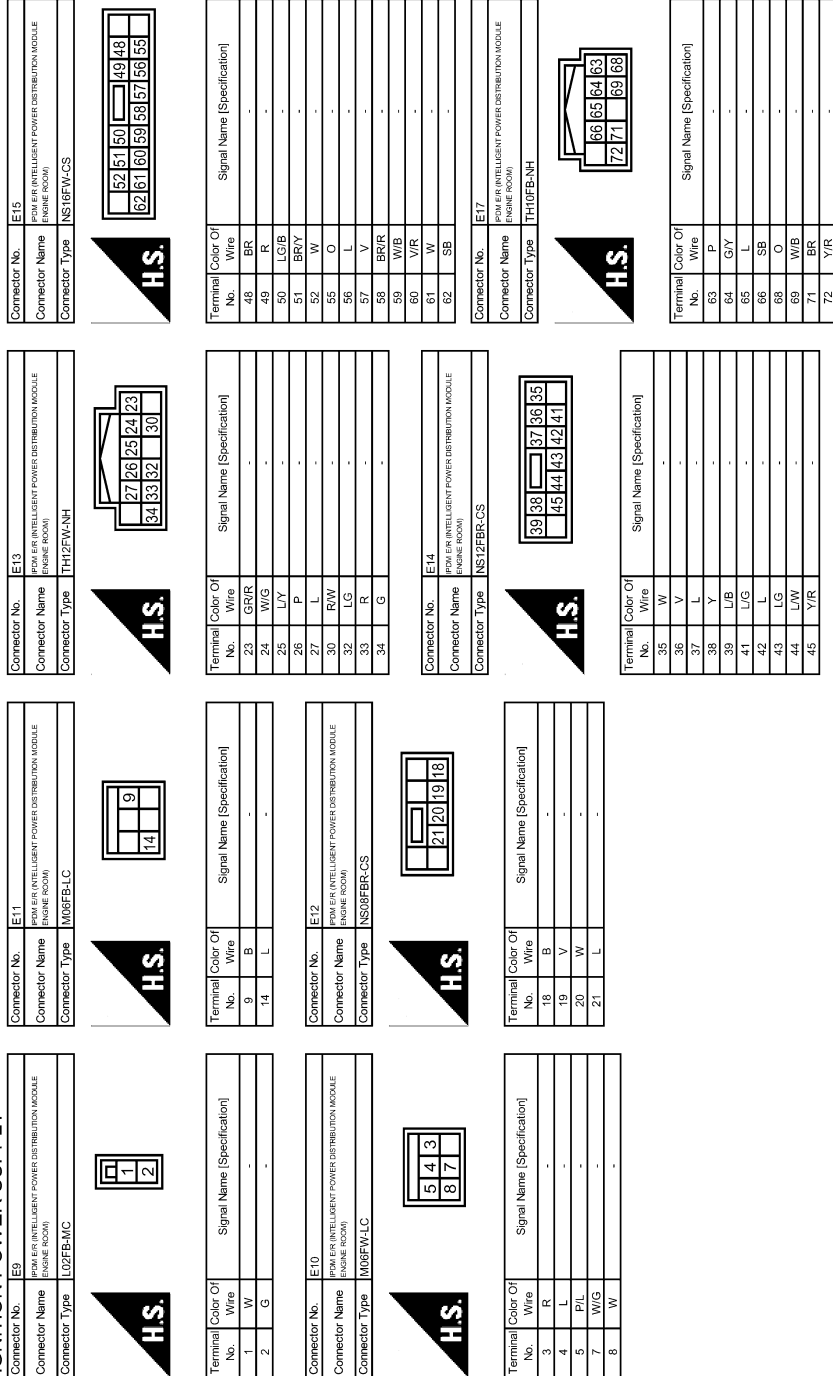 Connector No. E9
Connector Name IPDM E/R (INTELLIGENT POWER DISTRIBUTION MODULE
ENGINE ROOM)
Connector Type L02FB-MC
H.S.
1
2
Terminal No. Color Of Wire Signal Name [Specification]
1 W -
2 G -
Connector No. E10
Connector Name IPDM E/R (INTELLIGENT POWER DISTRIBUTION MODULE
ENGINE ROOM)
Connector Type M06FW-LC
H.S.
5 4 3
8 7
Terminal No. Color Of Wire Signal Name [Specification]
3 R -
4 L -
5 P/L -
7 W/G -
8 W -
Connector No. E11
Connector Name IPDM E/R (INTELLIGENT POWER DISTRIBUTION MODULE
ENGINE ROOM)
Connector Type M06FB-LC
H.S.
9
14
Terminal No. Color Of Wire Signal Name [Specification]
9 B -
14 L -
Connector No. E12
Connector Name IPDM E/R (INTELLIGENT POWER DISTRIBUTION MODULE
ENGINE ROOM)
Connector Type NS08FBR-CS
H.S.
21 20 19 18
Terminal No. Color Of Wire Signal Name [Specification]
18 B -
19 V -
20 W -
21 L -
Connector No. E13
Connector Name IPDM E/R (INTELLIGENT POWER DISTRIBUTION MODULE
ENGINE ROOM)
Connector Type TH12FW-NH
H.S.
27 26 25 24 23
34 33 32 30
Terminal No. Color Of Wire Signal Name [Specification]
23 GR/R -
24 W/G -
25 L/Y -
26 P -
27 L -
30 R/W -
32 LG -
33 R -
34 G -
Connector No. E14
Connector Name IPDM E/R (INTELLIGENT POWER DISTRIBUTION MODULE
ENGINE ROOM)
Connector Type NS12FBR-CS
H.S.
39 38 37 36 35
45 44 43 42 41
Terminal No. Color Of Wire Signal Name [Specification]
35 W -
36 V -
37 L -
38 Y -
39 L/B -
41 L/G -
42 L -
43 LG -
44 L/W -
45 Y/R -
Connector No. E15
Connector Name IPDM E/R (INTELLIGENT POWER DISTRIBUTION MODULE
ENGINE ROOM)
Connector Type NS16FW-CS
H.S.
52 51 50 49 48
62 61 60 59 58 57 56 55
Terminal No. Color Of Wire Signal Name [Specification]
48 BR -
49 R -
50 LG/B -
51 BR/Y -
52 W -
55 O -
56 L -
57 V -
58 BR/R -
59 W/B -
60 V/R -
61 W -
62 SB -
Connector No. E17
Connector Name IPDM E/R (INTELLIGENT POWER DISTRIBUTION MODULE
ENGINE ROOM)
Connector Type TH10FB-NH
H.S.
66 65 64 63
72 71 69 68
Terminal No. Color Of Wire Signal Name [Specification]
63 P -
64 G/Y -
65 L -
66 SB -
68 O -
69 W/B -
71 BR -
72 Y/R -